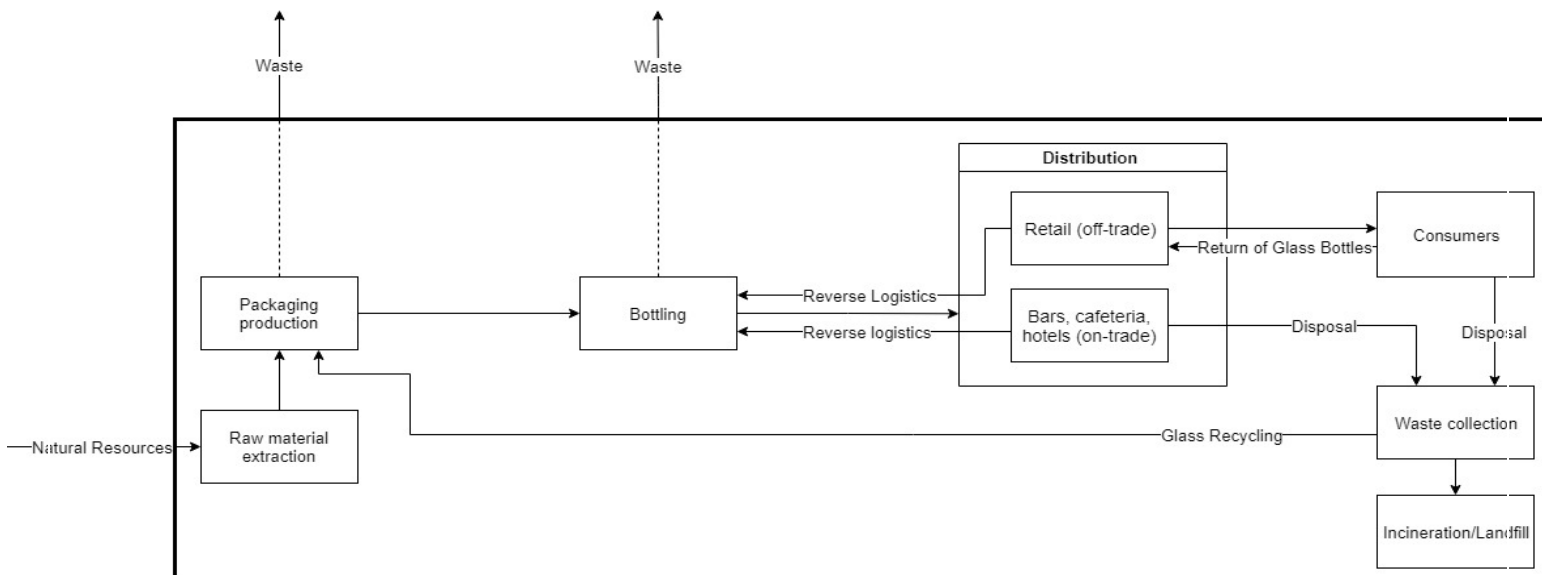 Waste
Waste
Distribution
Retail (off-trade)
Consumers
Return of Glass Bottles
Packaging
production
Bottling
Reverse Logistics
Bars, cafeteria,
hotels (on-trade)
Reverse logistics
Disposal
Disposal
Raw material
extraction
Natural Resources
Glass Recycling
Waste collection
Incineration/Landfill